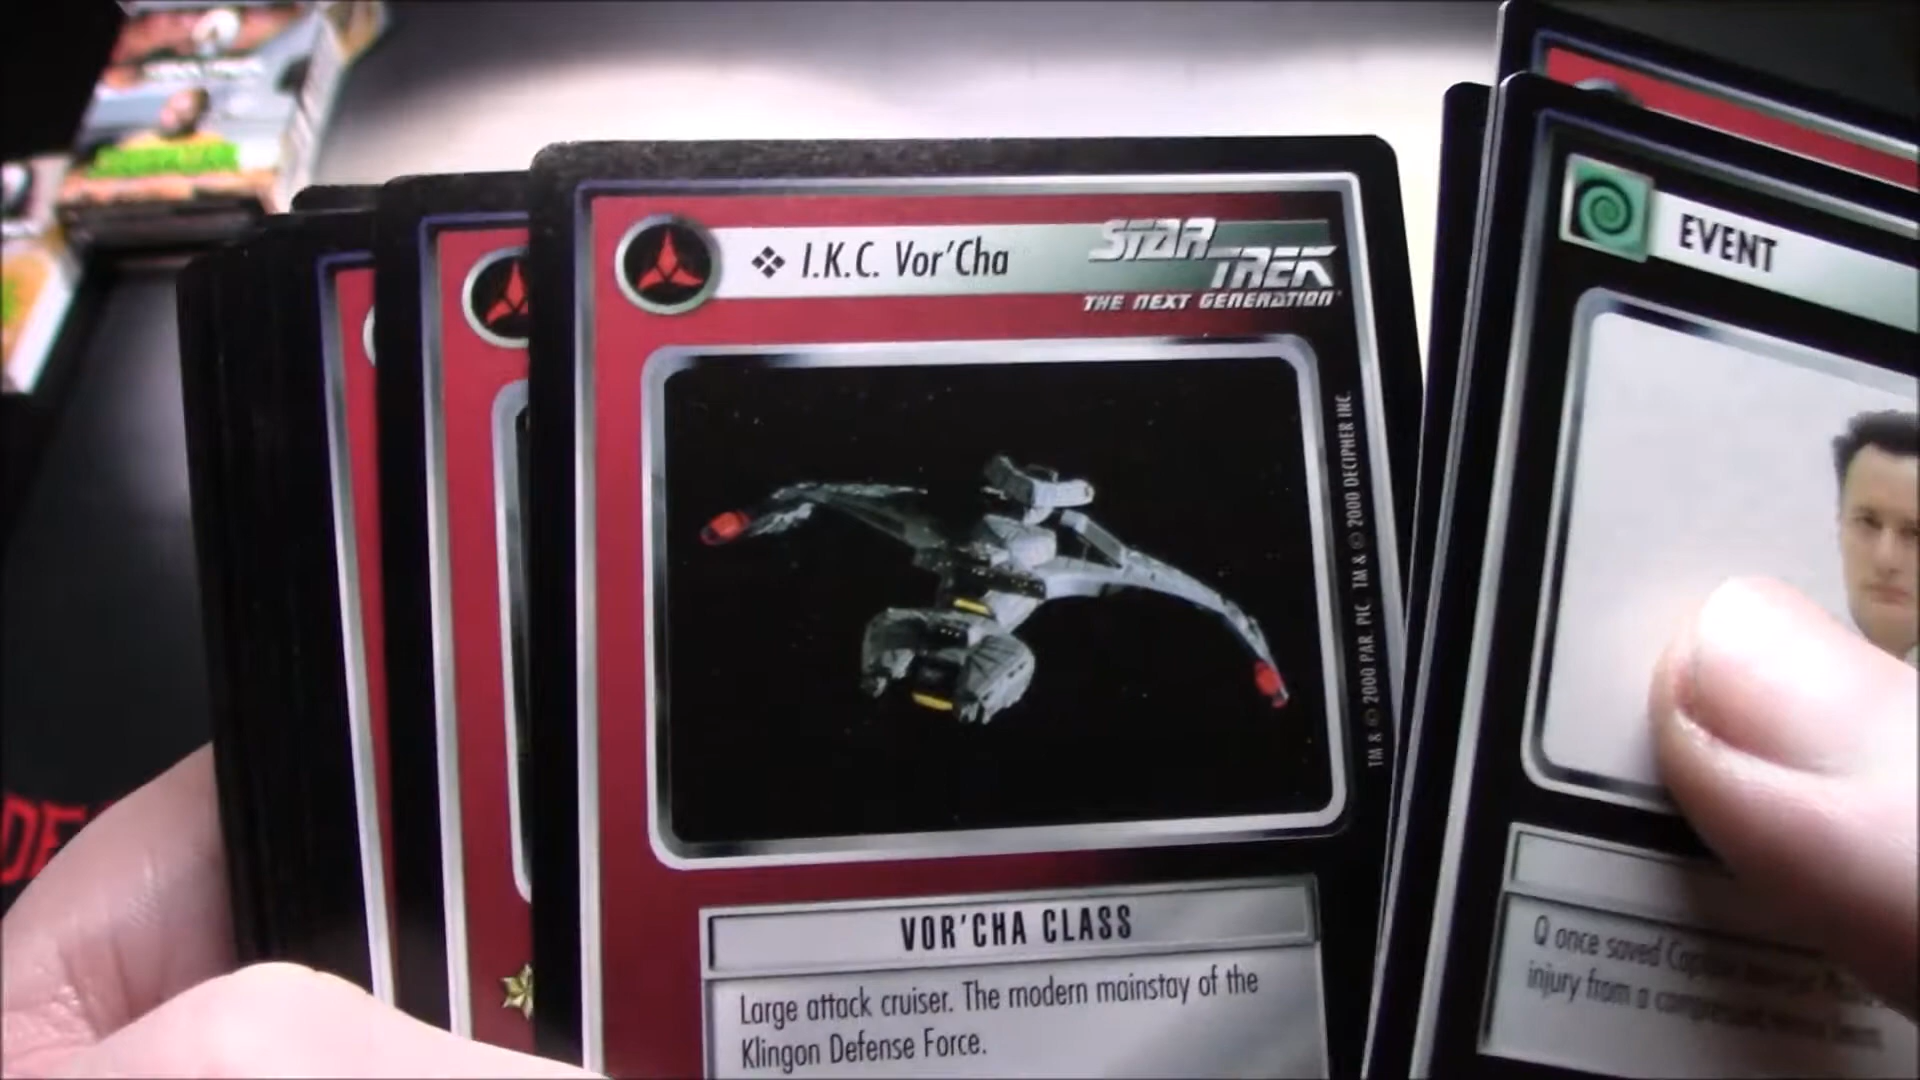 ❖ I.K.C. Vor'Cha
STAR TREK
THE NEXT GENERATION
TM & © 2000 PAR. PIC. TM & © 2000 DECIPHER INC.
VOR'CHA CLASS
Large attack cruiser. The modern mainstay of the
Klingon Defense Force.
EVENT
Q once saved
injury from a
DE